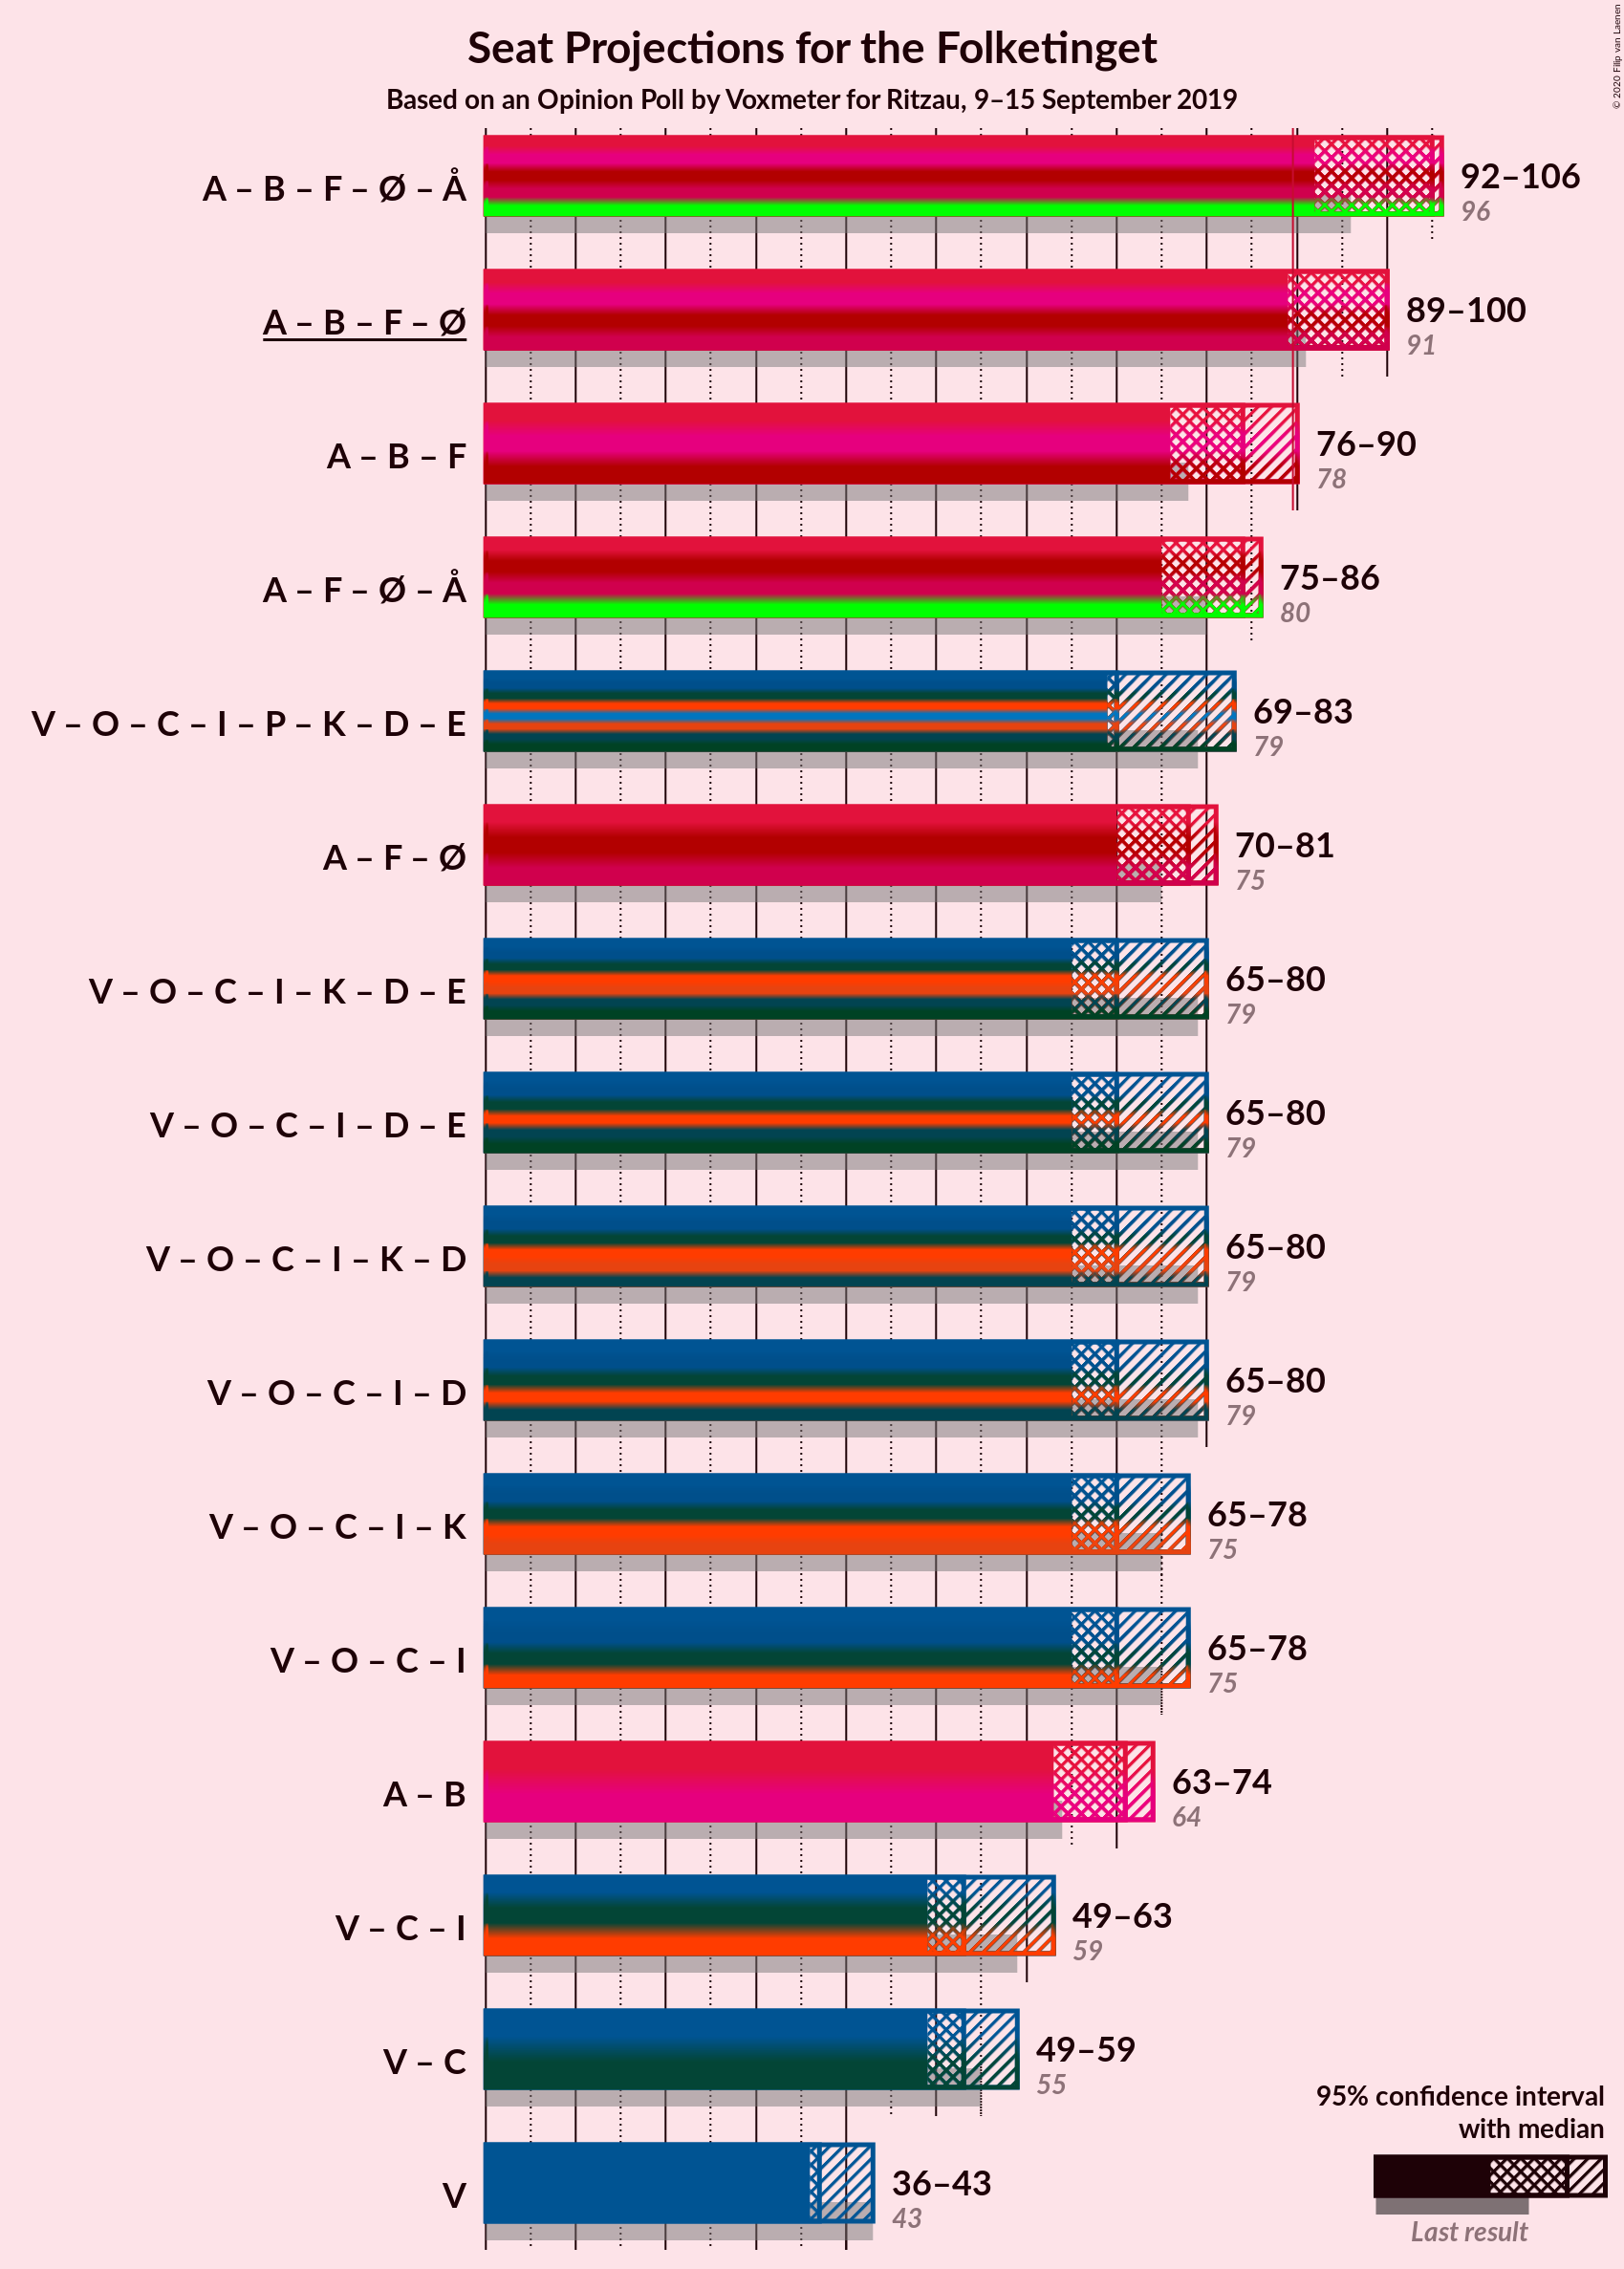 Seat Projections for the Folketinget
Based on an Opinion Poll by Voxmeter for Ritzau, 9–15 September 2019
© 2020 Filip van Laenen
A – B – F – Ø – Å
92–106
96
A – B – F – Ø
89–100
91
A – B – F
76–90
78
A – F – Ø – Å
75–86
80
V – O – C – I – P – K – D – E
69–83
79
A – F – Ø
70–81
75
V – O – C – I – K – D – E
65–80
79
V – O – C – I – D – E
65–80
79
V – O – C – I – K – D
65–80
79
V – O – C – I – D
65–80
79
V – O – C – I – K
65–78
75
V – O – C – I
65–78
75
A – B
63–74
64
V – C – I
49–63
59
V – C
49–59
55
V
36–43
43
95% confidence interval
with median
Last result